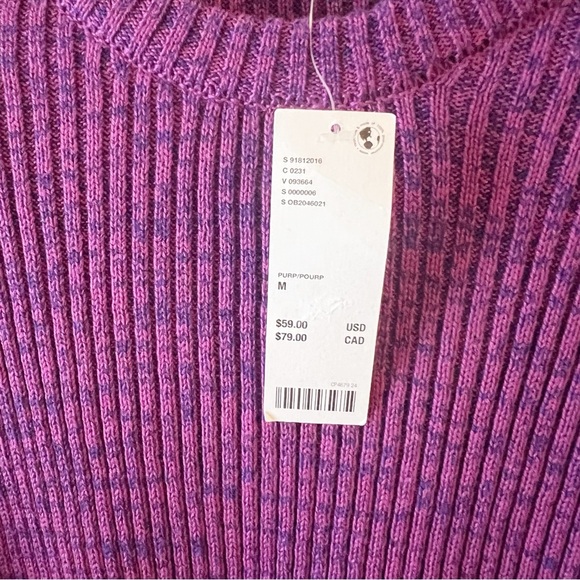 S 91812016
C 0231
V 093664
S 0000006
S OB2046021
PURP/POURP
M
$59.00 USD
$79.00 CAD